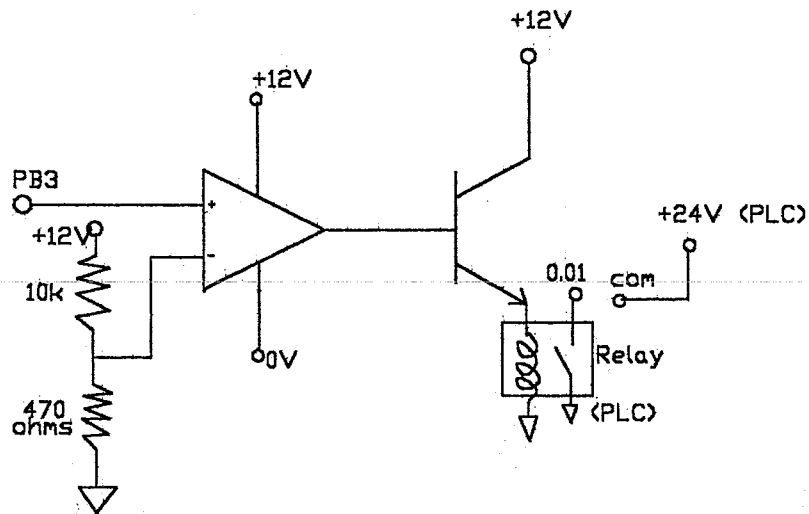 +12V
+12V
PB3
+
+12V
-
+24V (PLC)
0.01
com
10k
Relay
0V
470
ohms
(PLC)